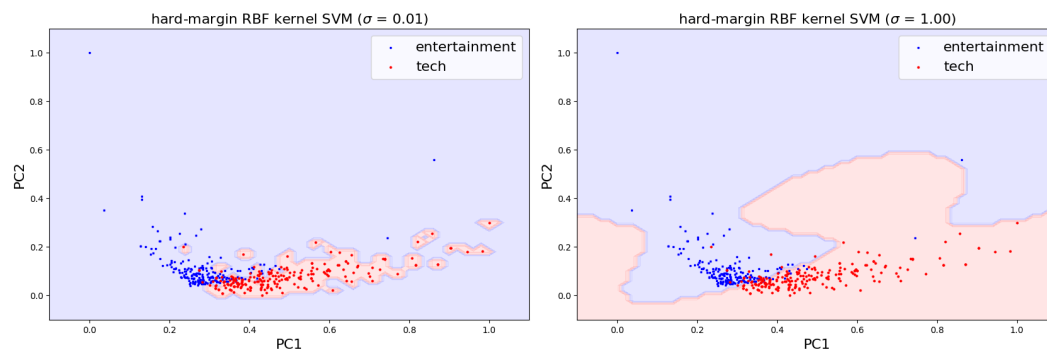 hard-margin RBF kernel SVM (σ = 0.01)
entertainment
tech
1.0
0.8
0.6
0.4
0.2
0.0
PC2
0.0 0.2 0.4 0.6 0.8 1.0
PC1
hard-margin RBF kernel SVM (σ = 1.00)
entertainment
tech
1.0
0.8
0.6
0.4
0.2
0.0
PC2
0.0 0.2 0.4 0.6 0.8 1.0
PC1